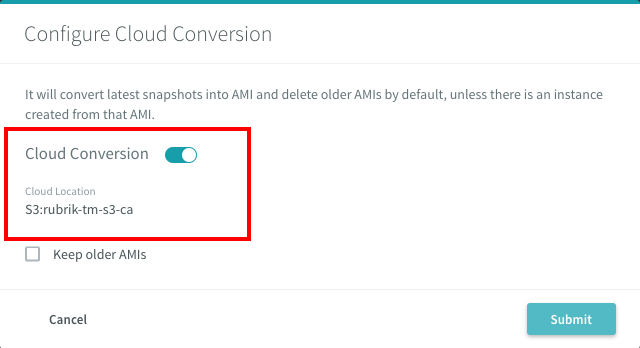 Configure Cloud Conversion
It will convert latest snapshots into AMI and delete older AMIs by default, unless there is an instance
created from that AMI.
Cloud Conversion
Cloud Location
S3:rubrik-tm-s3-ca
Keep older AMIs
Cancel
Submit